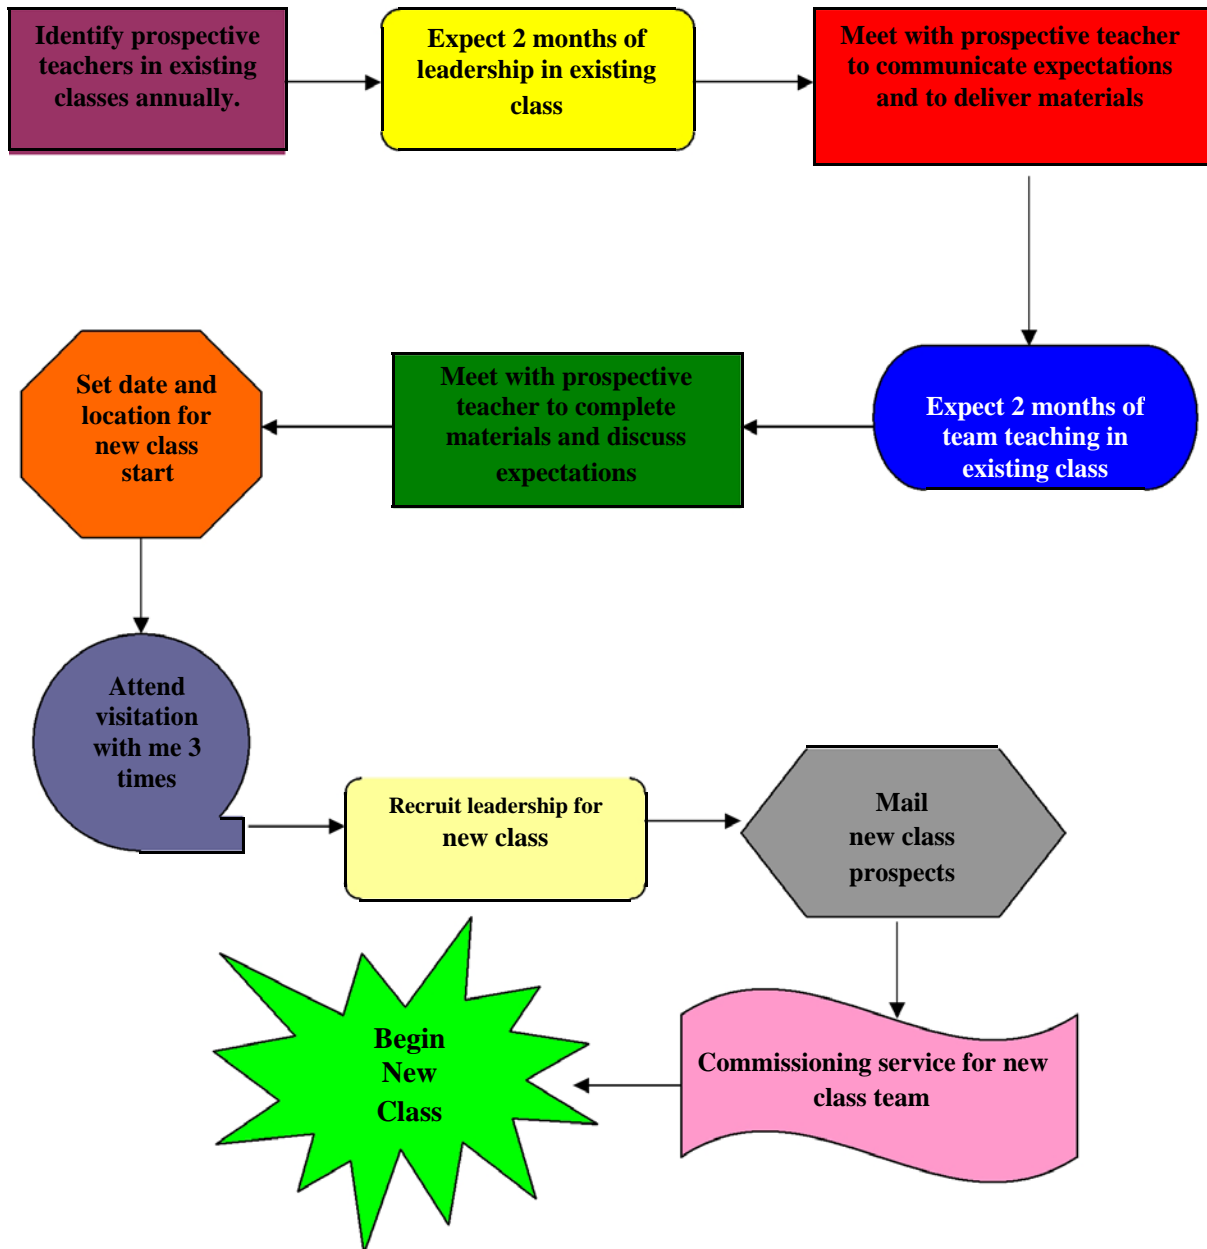 Identify prospective
teachers in existing
classes annually.
Expect 2 months of
leadership in existing
class
Meet with prospective teacher
to communicate expectations
and to deliver materials
Expect 2 months of
team teaching in
existing class
Meet with prospective
teacher to complete
materials and discuss
expectations
Set date and
location for
new class
start
Attend
visitation
with me 3
times
Recruit leadership for
new class
Mail
new class
prospects
Commissioning service for new
class team
Begin
New
Class